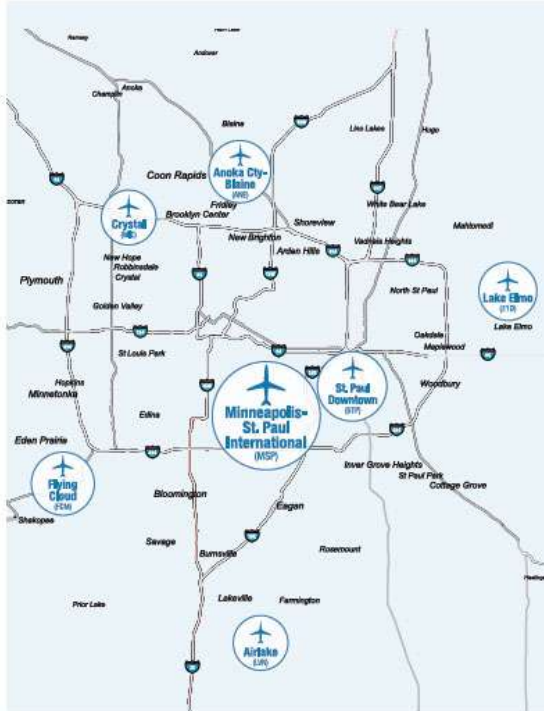 Ramsey
Andover
Anoka
Champlin
Blaine
Lino Lakes
Hugo
Coon Rapids
Anoka Cty-
Blaine
(ANE)
Fridley
Crystal
(MIC)
Brooklyn Center
White Bear Lake
Shoreview
Mahtomedi
New Brighton
Arden Hills
Vadnais Heights
New Hope
Robbinsdale
Crystal
Plymouth
North St Paul
Lake Elmo
Golden Valley
Lake Elmo
Oakdale
Maplewood
St Louis Park
St. Paul
Downtown
(STP)
Woodbury
Hopkins
Minnetonka
Minneapolis-
St. Paul
International
(MSP)
Edina
Eden Prairie
Inver Grove Heights
St Paul Park
Cottage Grove
Flying
Cloud
(FCM)
Bloomington
Eagan
Shakopee
Savage
Burnsville
Rosemount
Prior Lake
Lakeville
Farmington
Airlake
(LVN)